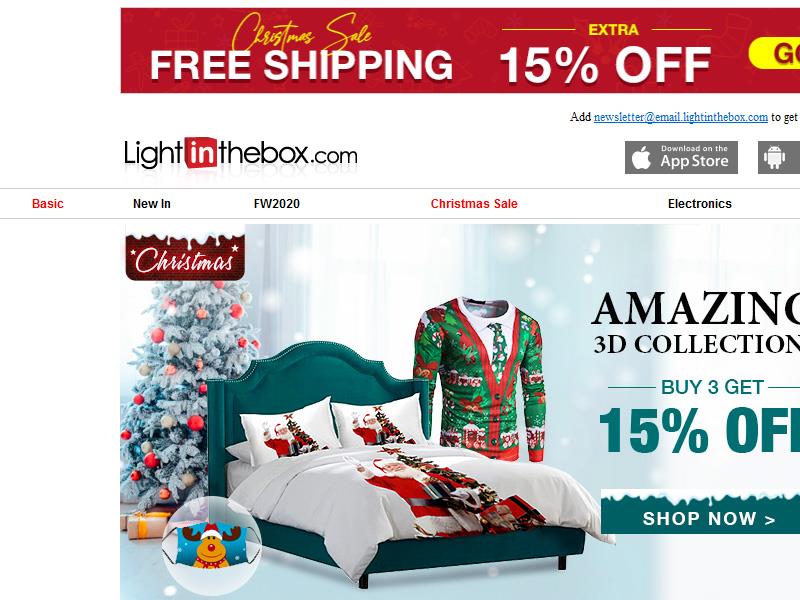 Christmas Sale
FREE SHIPPING
EXTRA
15% OFF
Add newsletter@email.lightinthebox.com to get
Lightinthebox.com
Download on the
App Store
Basic New In FW2020 Christmas Sale Electronics
Christmas
AMAZING
3D COLLECTION
BUY 3 GET
15% OFF
SHOP NOW >